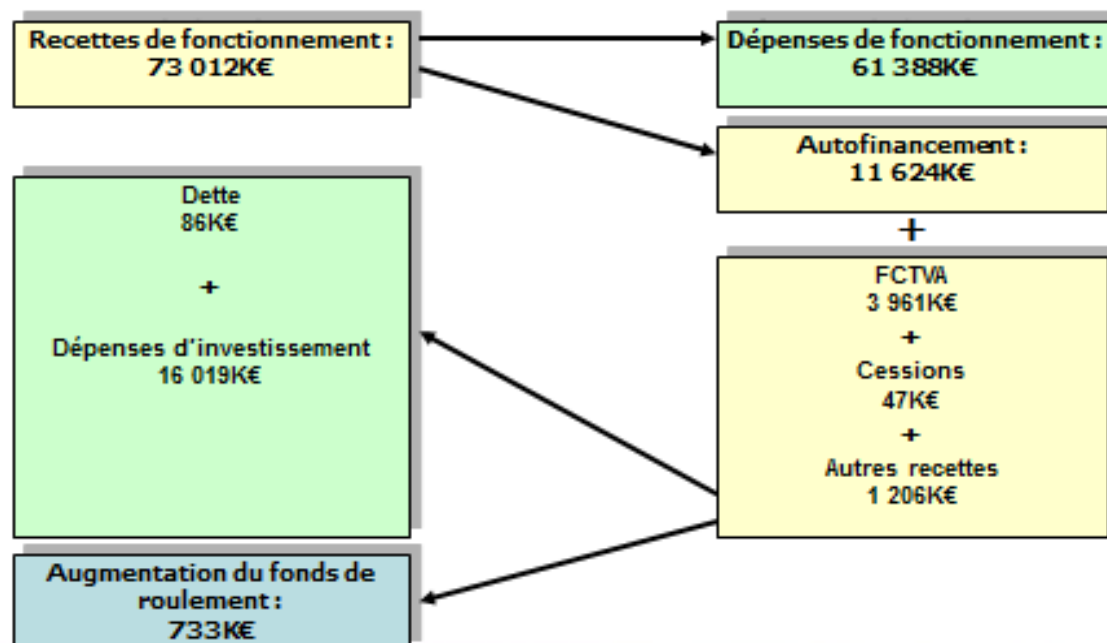 Recettes de fonctionnement :
73 012K€
Dépenses de fonctionnement :
61 388K€
Autofinancement :
11 624K€
+
Dette
86K€
+
Dépenses d'investissement
16 019K€
FCTVA
3 961K€
+
Cessions
47K€
+
Autres recettes
1 206K€
Augmentation du fonds de
roulement :
733K€